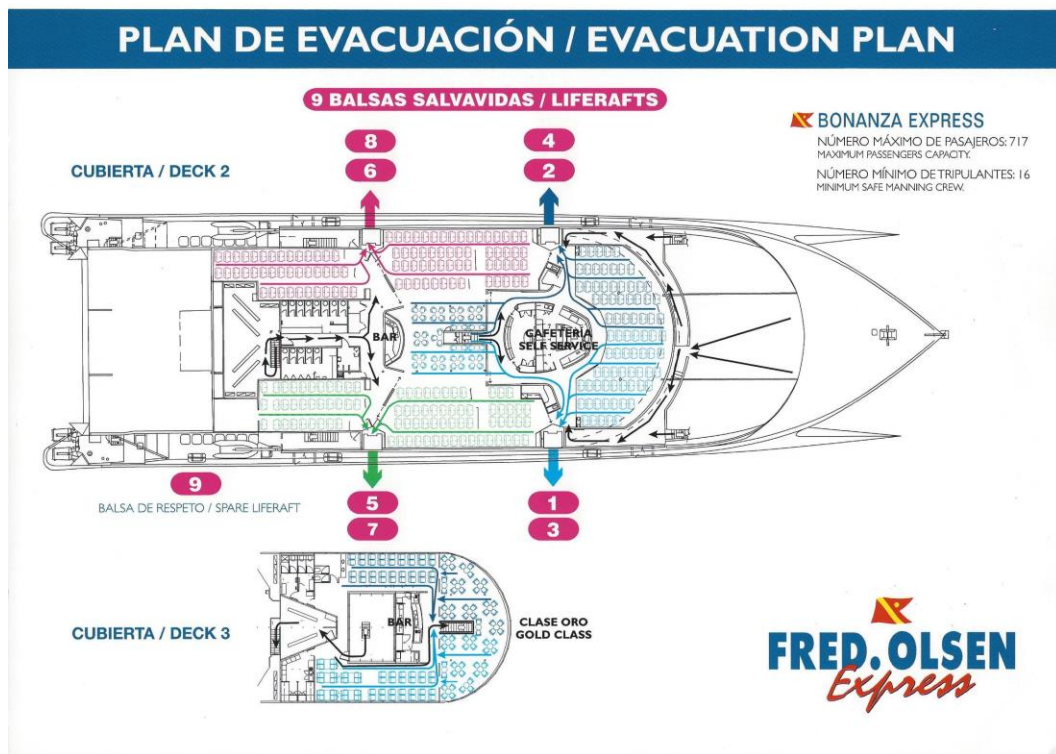 PLAN DE EVACUACIÓN / EVACUATION PLAN
9 BALSAS SALVAVIDAS / LIFERAFTS
BONANZA EXPRESS
NÚMERO MÁXIMO DE PASAJEROS: 717
MAXIMUM PASSENGERS CAPACITY.
NÚMERO MÍNIMO DE TRIPULANTES: 16
MINIMUM SAFE MANNING CREW.
8
6
4
2
CUBIERTA / DECK 2
BAR
CAFETERÍA
SELF SERVICE
9
BALSA DE RESPETO / SPARE LIFERAFT
5
7
1
3
CUBIERTA / DECK 3
BAR
CLASE ORO
GOLD CLASS
FRED. OLSEN
Express